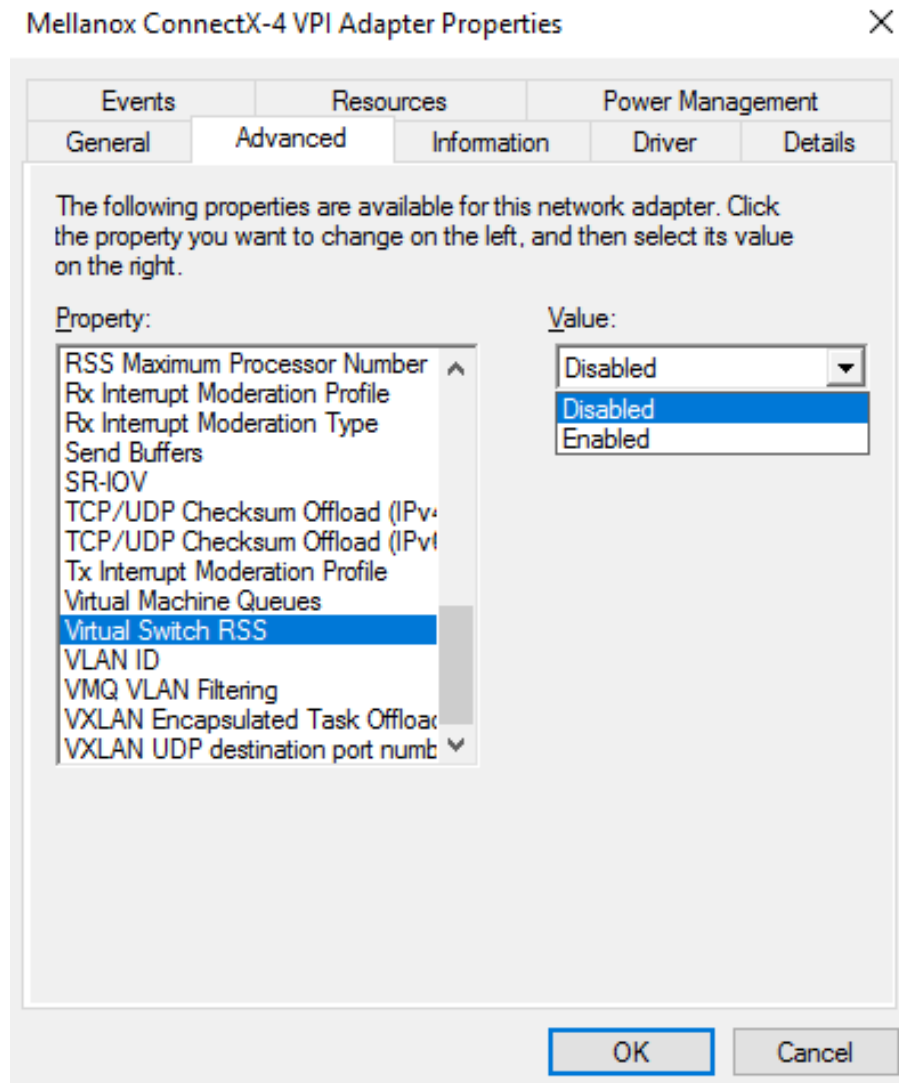 Mellanox ConnectX-4 VPI Adapter Properties
Events Resources Power Management
General Advanced Information Driver Details
The following properties are available for this network adapter. Click
the property you want to change on the left, and then select its value
on the right.
Property:
RSS Maximum Processor Number
Rx Interrupt Moderation Profile
Rx Interrupt Moderation Type
Send Buffers
SR-IOV
TCP/UDP Checksum Offload (IPv4
TCP/UDP Checksum Offload (IPv6
Tx Interrupt Moderation Profile
Virtual Machine Queues
Virtual Switch RSS
VLAN ID
VMQ VLAN Filtering
VXLAN Encapsulated Task Offload
VXLAN UDP destination port numb
Value:
Disabled
Disabled
Enabled
OK Cancel